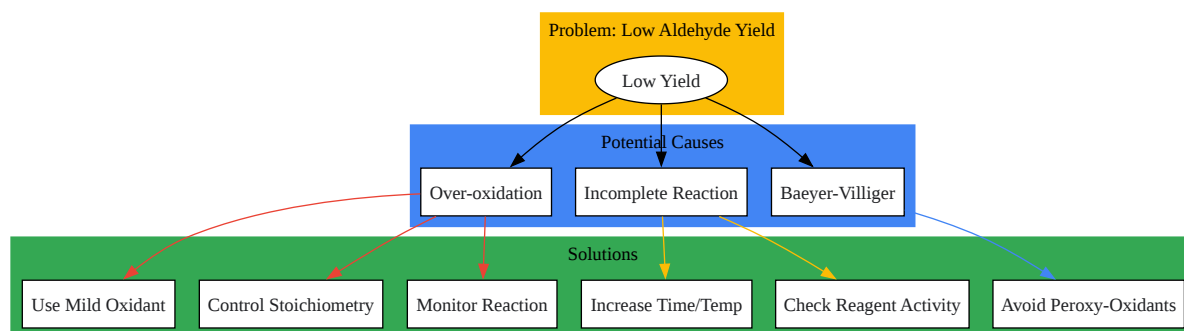 Problem: Low Aldehyde Yield
Low Yield
Potential Causes
Over-oxidation
Incomplete Reaction
Baeyer-Villiger
Solutions
Use Mild Oxidant
Control Stoichiometry
Monitor Reaction
Increase Time/Temp
Check Reagent Activity
Avoid Peroxy-Oxidants